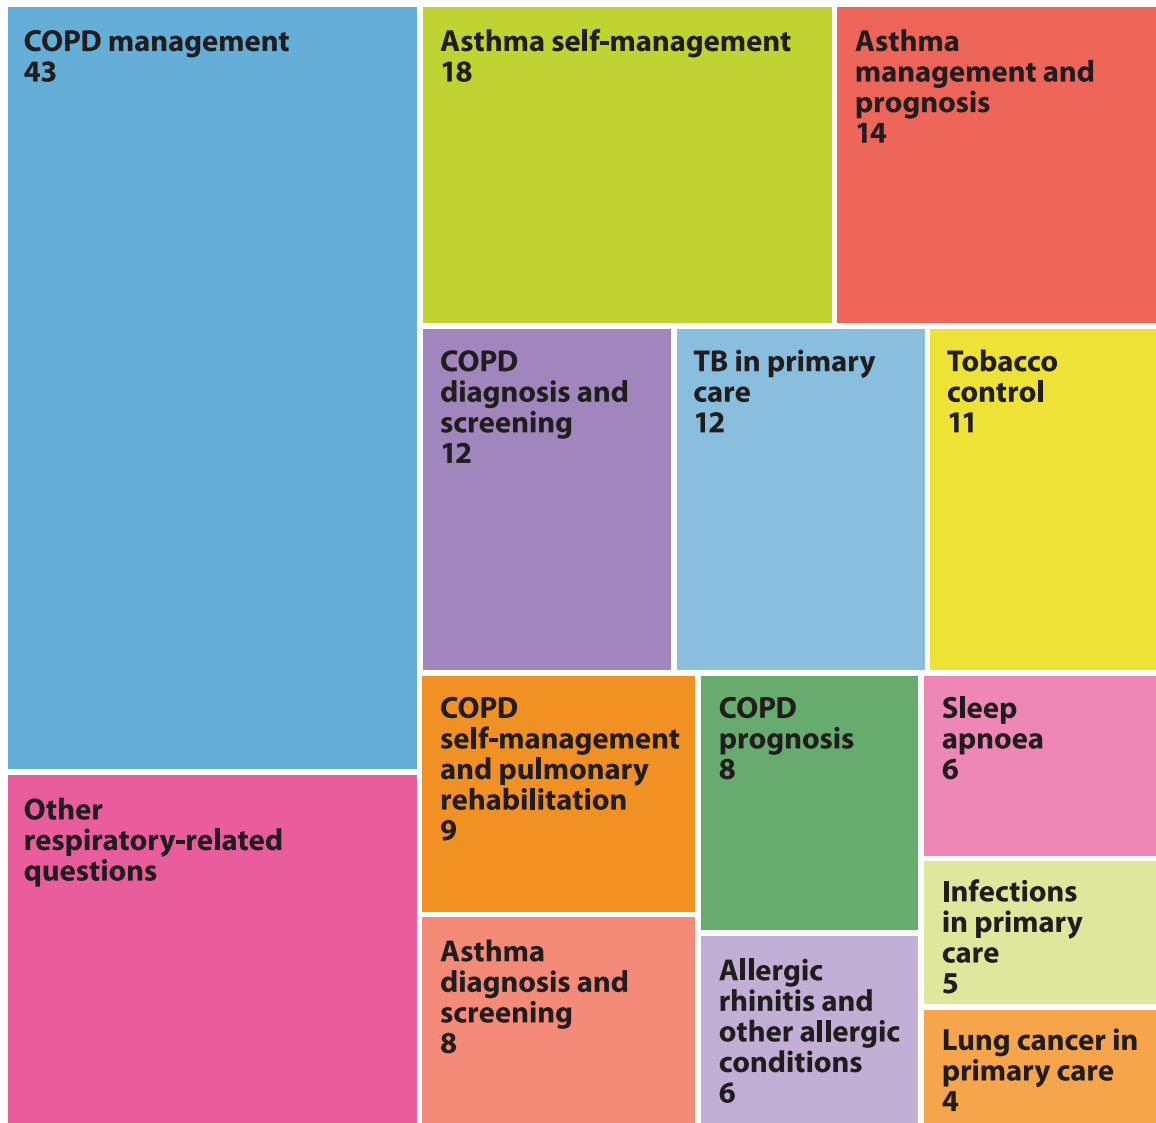 COPD management
43
Asthma self-management
18
Asthma
management and
prognosis
14
COPD
diagnosis and
screening
12
TB in primary
care
12
Tobacco
control
11
COPD
self-management
and pulmonary
rehabilitation
9
COPD
prognosis
8
Sleep
apnoea
6
Other
respiratory-related
questions
Asthma
diagnosis and
screening
8
Allergic
rhinitis and
other allergic
conditions
6
Infections
in primary
care
5
Lung cancer in
primary care
4